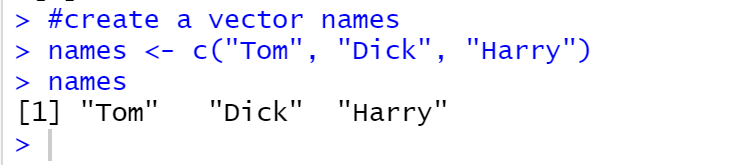 > #create a vector names
> names <- c("Tom", "Dick", "Harry")
> names
[1] "Tom"   "Dick"  "Harry"
>